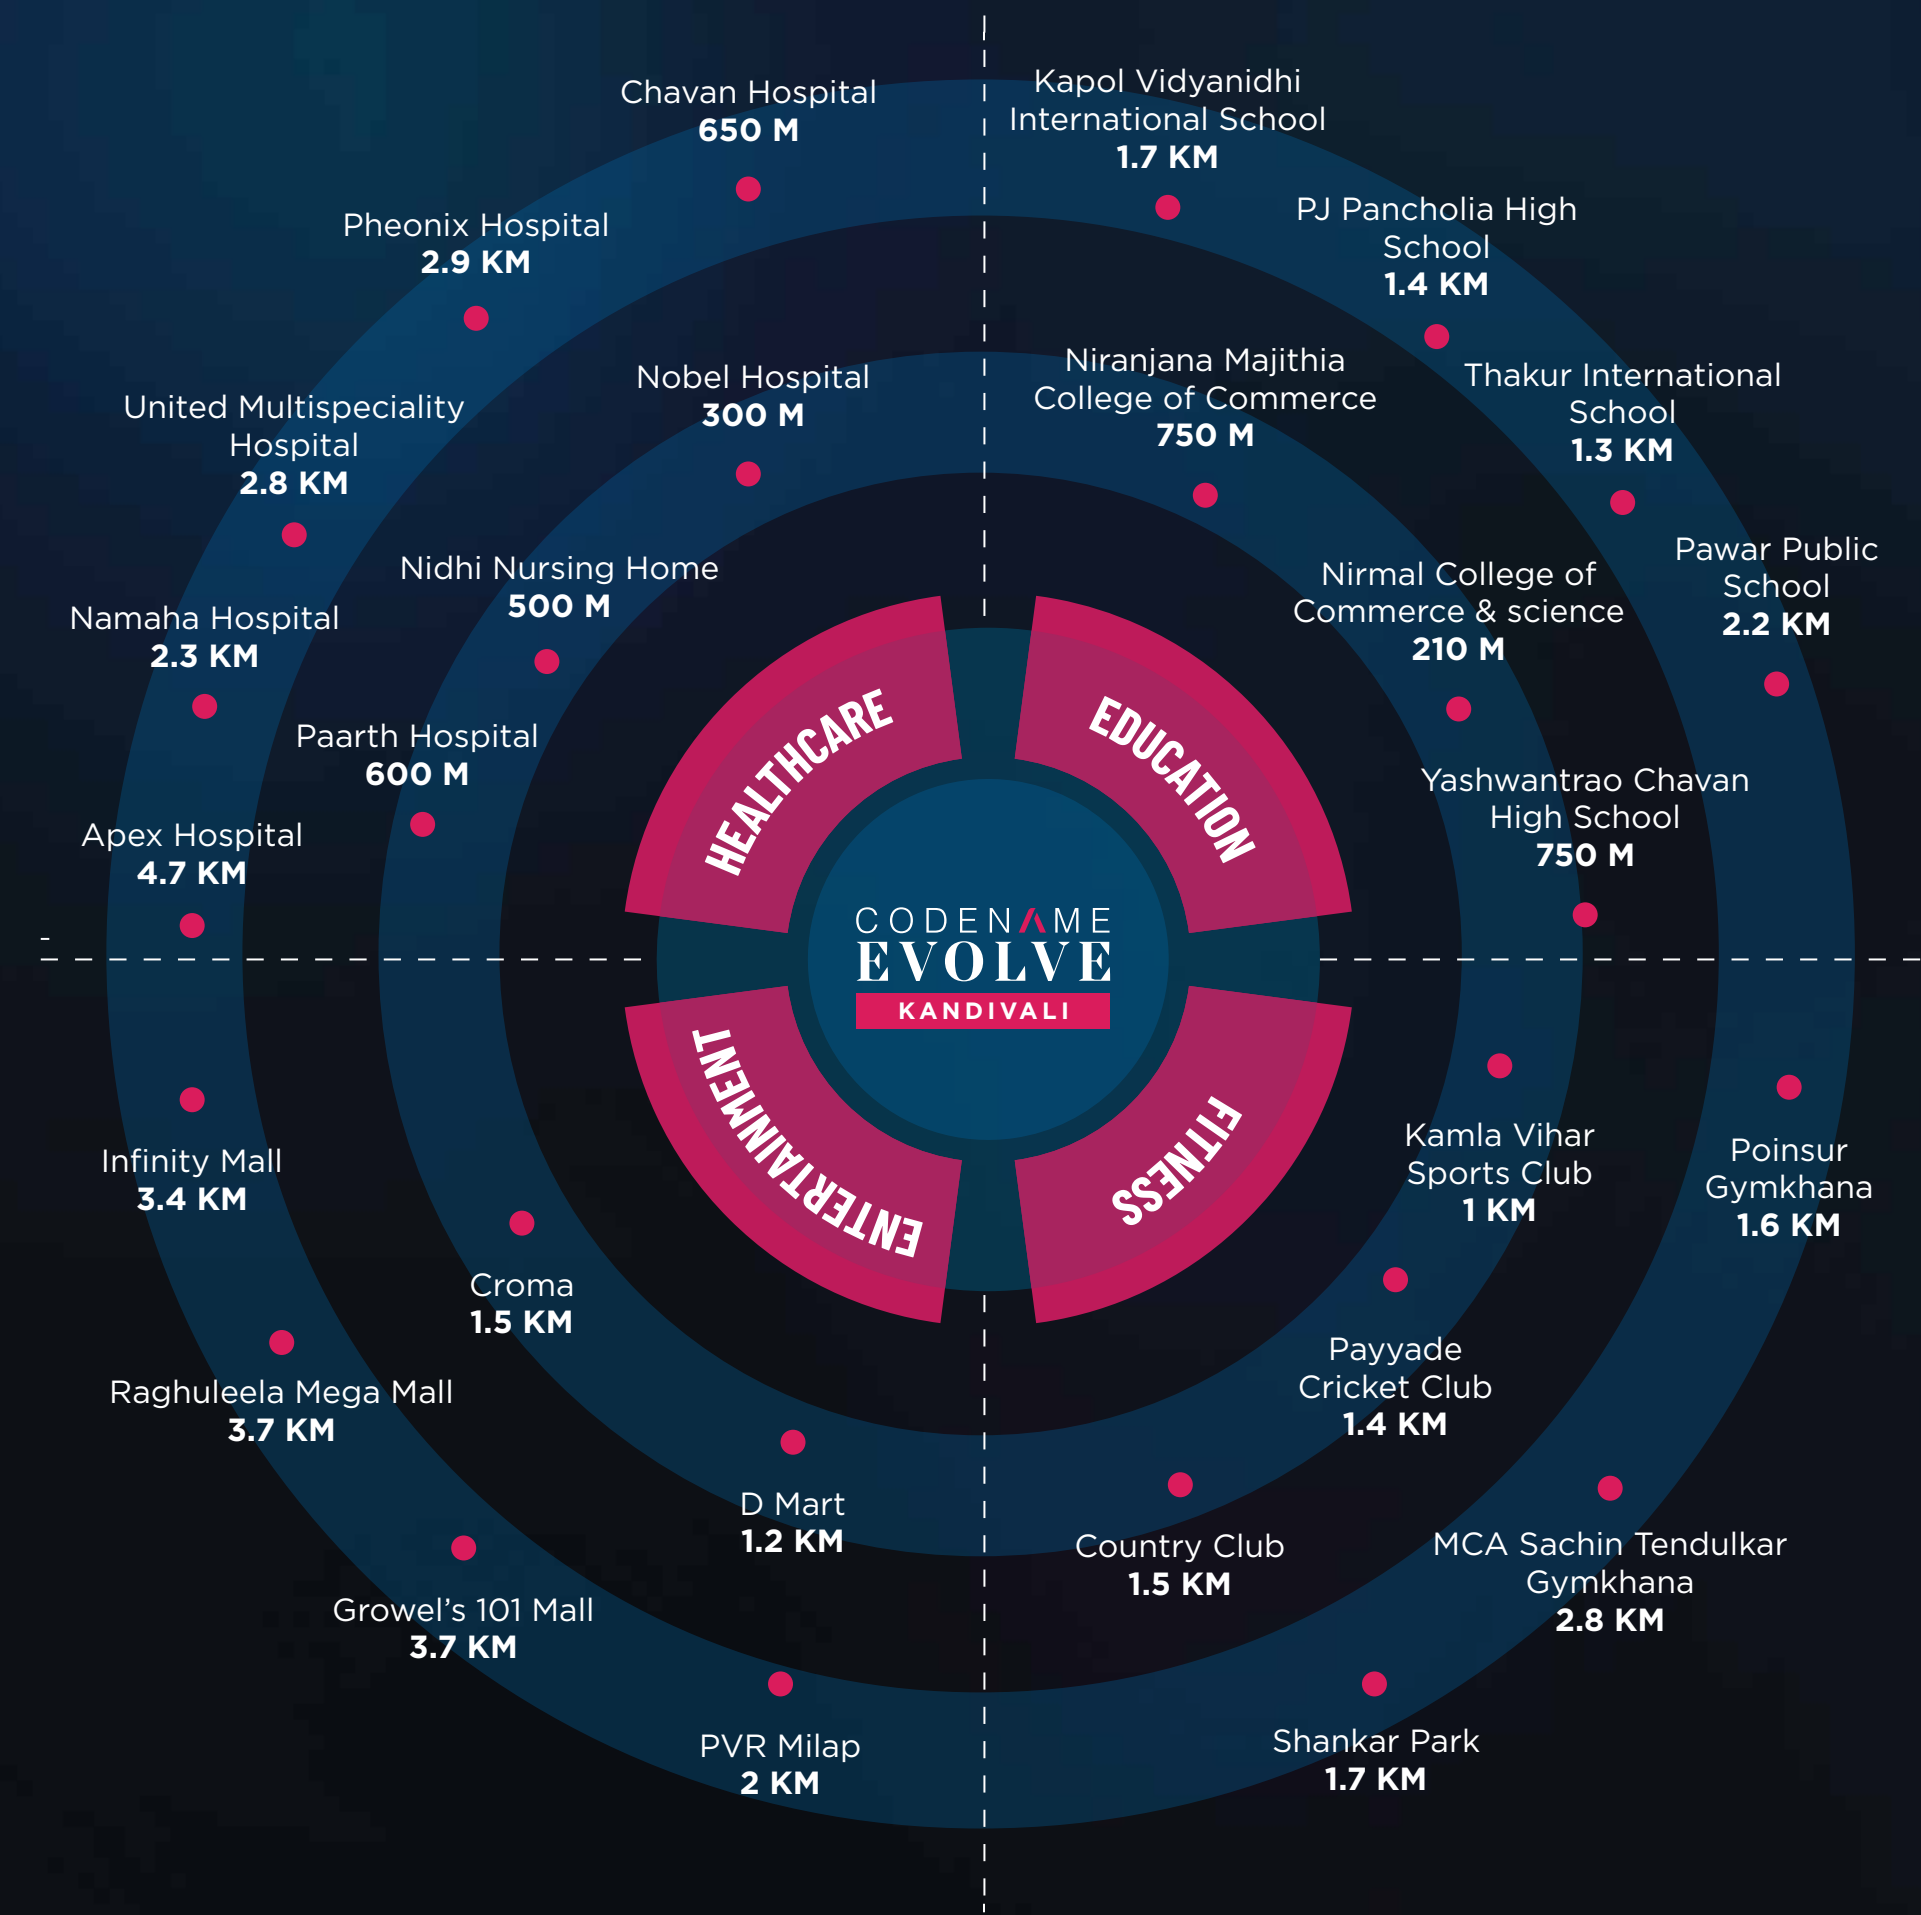 Chavan Hospital
650 M
Pheonix Hospital
2.9 KM
United Multispeciality
Hospital
2.8 KM
Namaha Hospital
2.3 KM
Apex Hospital
4.7 KM
Nobel Hospital
300 M
Nidhi Nursing Home
500 M
Paarth Hospital
600 M
HEALTHCARE
Kapol Vidyanidhi
International School
1.7 KM
PJ Pancholia High
School
1.4 KM
Thakur International
School
1.3 KM
Pawar Public
School
2.2 KM
Niranjana Majithia
College of Commerce
750 M
Nirmal College of
Commerce & science
210 M
Yashwantrao Chavan
High School
750 M
EDUCATION
CODENAME
EVOLVE
KANDIVALI
ENTERTAINMENT
Infinity Mall
3.4 KM
Raghuleela Mega Mall
3.7 KM
Growel’s 101 Mall
3.7 KM
PVR Milap
2 KM
Croma
1.5 KM
D Mart
1.2 KM
FITNESS
Kamla Vihar
Sports Club
1 KM
Payyade
Cricket Club
1.4 KM
Country Club
1.5 KM
Poinsur
Gymkhana
1.6 KM
MCA Sachin Tendulkar
Gymkhana
2.8 KM
Shankar Park
1.7 KM